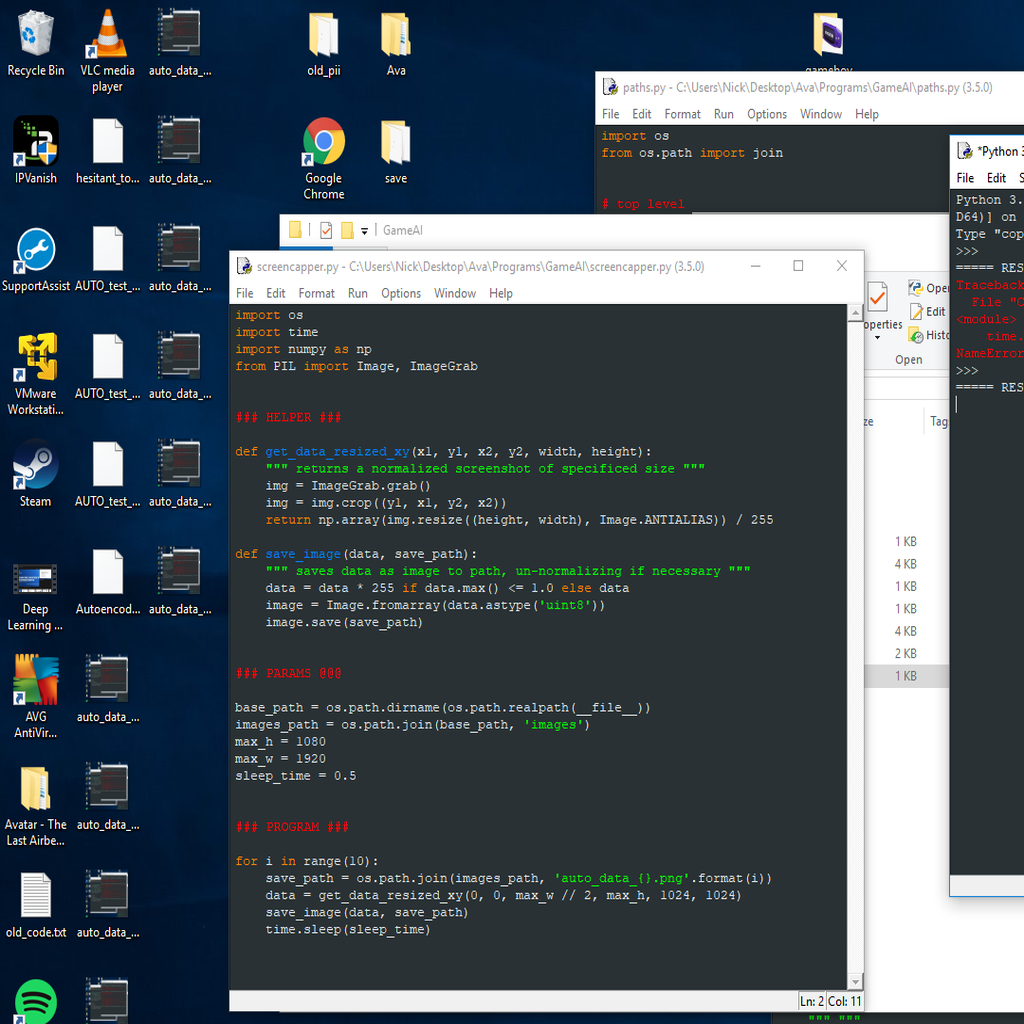 Recycle Bin
VLC media
player
auto_data_...
old_pii
Ava
gameboy
IPVanish
hesitant_to...
auto_data_...
Google
Chrome
save
SupportAssist
AUTO_test_...
auto_data_...
VMware
Workstati...
AUTO_test_...
auto_data_...
Steam
AUTO_test_...
auto_data_...
Deep
Learning ...
Autoencod...
auto_data_...
AVG
AntiVir...
auto_data_...
Avatar - The
Last Airbe...
auto_data_...
old_code.txt
auto_data_...
paths.py - C:\Users\Nick\Desktop\Ava\Programs\GameAI\paths.py (3.5.0)
File Edit Format Run Options Window Help
import os
from os.path import join
# top level
*Python 3
File Edit S
Python 3.
D64)] on
Type "cop
>>>
===== RES
Traceback
File "C
<module>
time.
NameError
>>>
===== RES
GameAI
operties
Open
Edit
Histo
Open
ze
Tag
1 KB
4 KB
1 KB
1 KB
4 KB
2 KB
1 KB
screencapper.py - C:\Users\Nick\Desktop\Ava\Programs\GameAI\screencapper.py (3.5.0)
File Edit Format Run Options Window Help
import os
import time
import numpy as np
from PIL import Image, ImageGrab
### HELPER ###
def get_data_resized_xy(x1, y1, x2, y2, width, height):
""" returns a normalized screenshot of specificed size """
img = ImageGrab.grab()
img = img.crop((y1, x1, y2, x2))
return np.array(img.resize((height, width), Image.ANTIALIAS)) / 255
def save_image(data, save_path):
""" saves data as image to path, un-normalizing if necessary """
data = data * 255 if data.max() <= 1.0 else data
image = Image.fromarray(data.astype('uint8'))
image.save(save_path)
### PARAMS @@@
base_path = os.path.dirname(os.path.realpath(__file__))
images_path = os.path.join(base_path, 'images')
max_h = 1080
max_w = 1920
sleep_time = 0.5
### PROGRAM ###
for i in range(10):
save_path = os.path.join(images_path, 'auto_data_{}.png'.format(i))
data = get_data_resized_xy(0, 0, max_w // 2, max_h, 1024, 1024)
save_image(data, save_path)
time.sleep(sleep_time)
Ln: 2 Col: 11
""" """